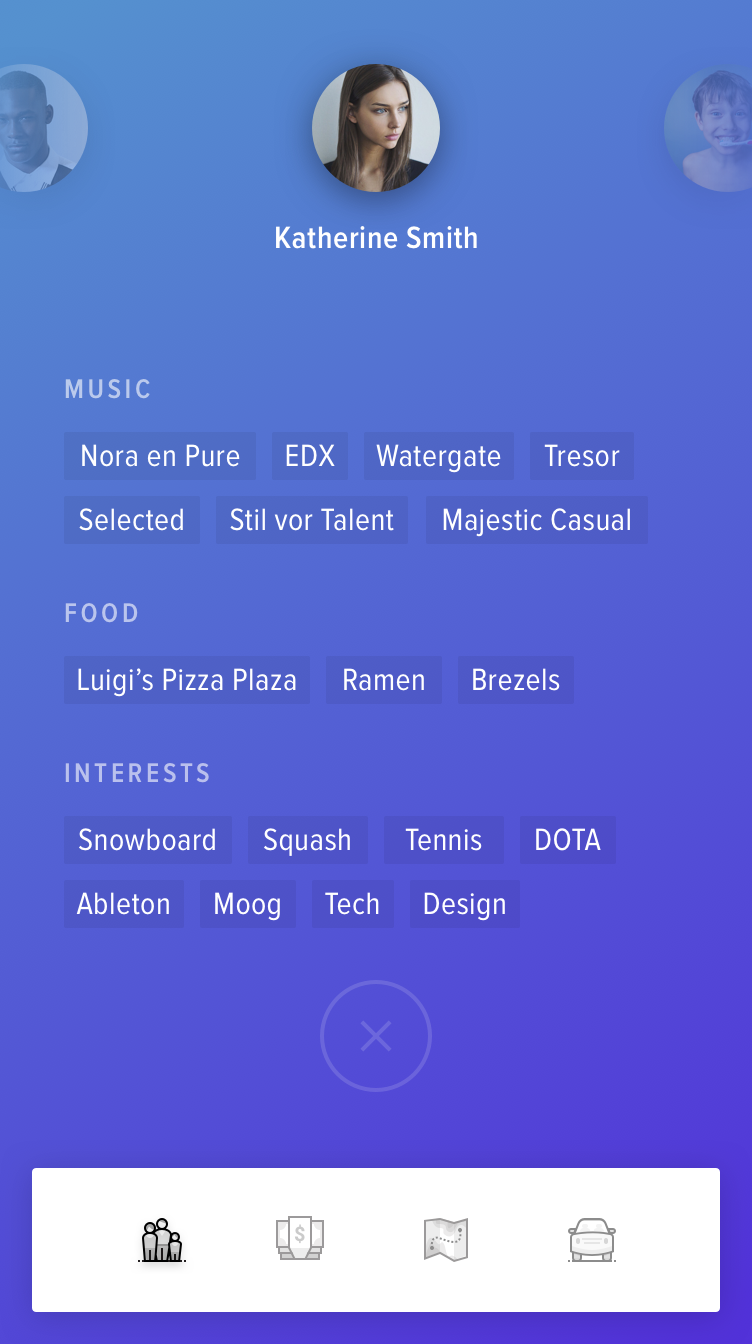 Katherine Smith
MUSIC
Nora en Pure EDX Watergate Tresor
Selected Stil vor Talent Majestic Casual
FOOD
Luigi’s Pizza Plaza Ramen Brezels
INTERESTS
Snowboard Squash Tennis DOTA
Ableton Moog Tech Design
$